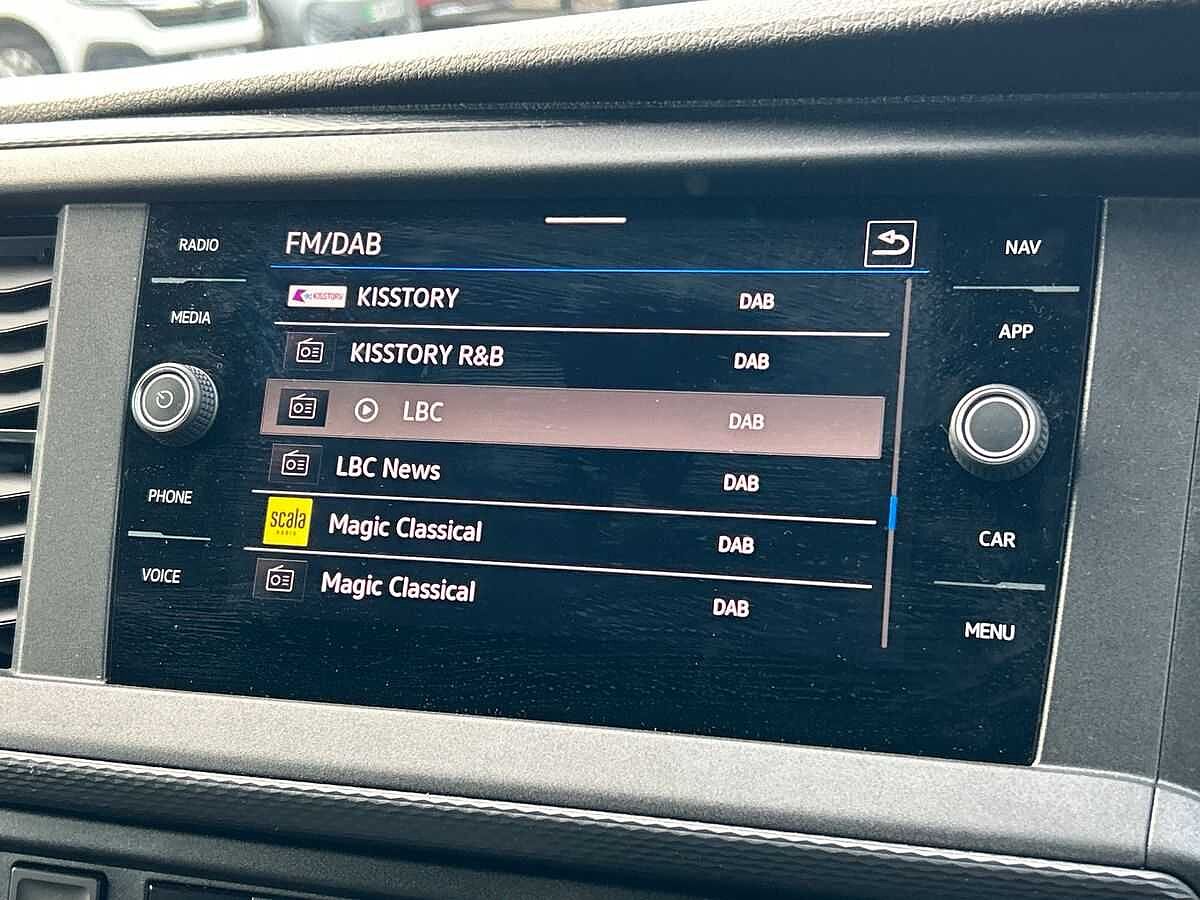 RADIO
MEDIA
PHONE
VOICE
FM/DAB
KISSTORY KISSTORY DAB
KISSTORY R&B DAB
LBC DAB
LBC News DAB
scala RADIO Magic Classical DAB
Magic Classical DAB
NAV
APP
CAR
MENU